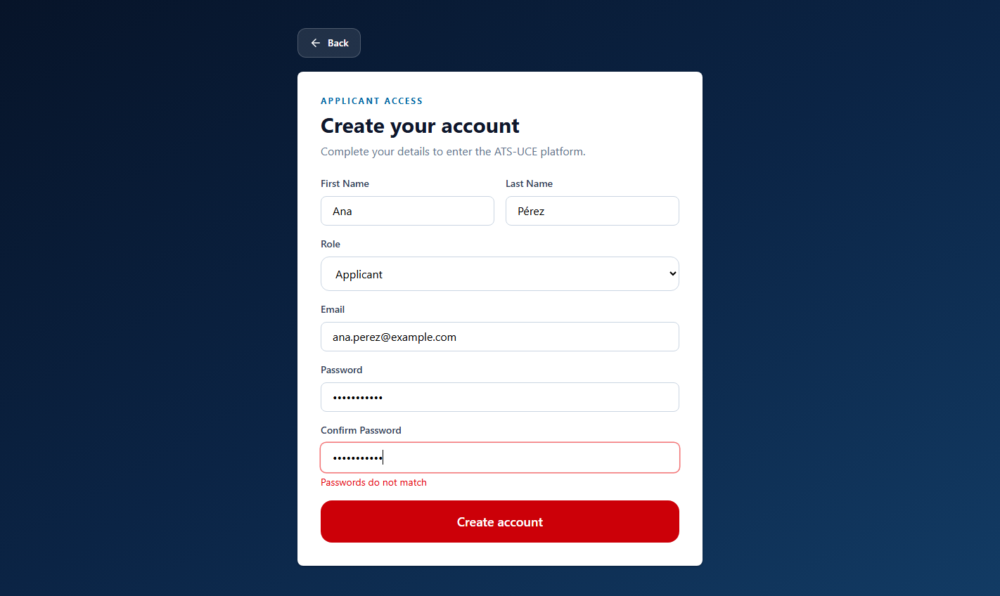 Back
APPLICANT ACCESS
Create your account
Complete your details to enter the ATS-UCE platform.
First Name Last Name
Ana Pérez
Role
Applicant
Email
ana.perez@example.com
Password
•••••••••••
Confirm Password
•••••••••••
Passwords do not match
Create account